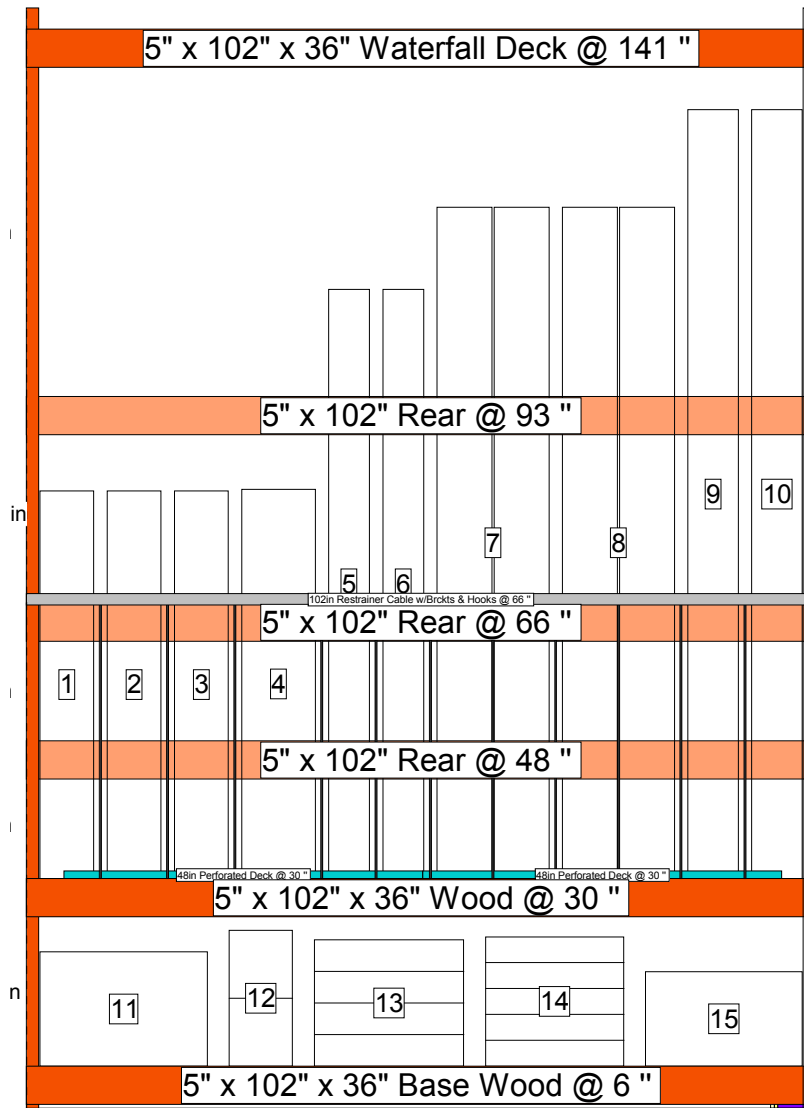 5" x 102" x 36" Waterfall Deck @ 141 "
5" x 102" Rear @ 93 "
9
10
in
7
8
5
6
102in Restrainer Cable w/Brckts & Hooks @ 66 "
5" x 102" Rear @ 66 "
1
2
3
4
5" x 102" Rear @ 48 "
48in Perforated Deck @ 30 "
48in Perforated Deck @ 30 "
5" x 102" x 36" Wood @ 30 "
n
11
12
13
14
15
5" x 102" x 36" Base Wood @ 6 "